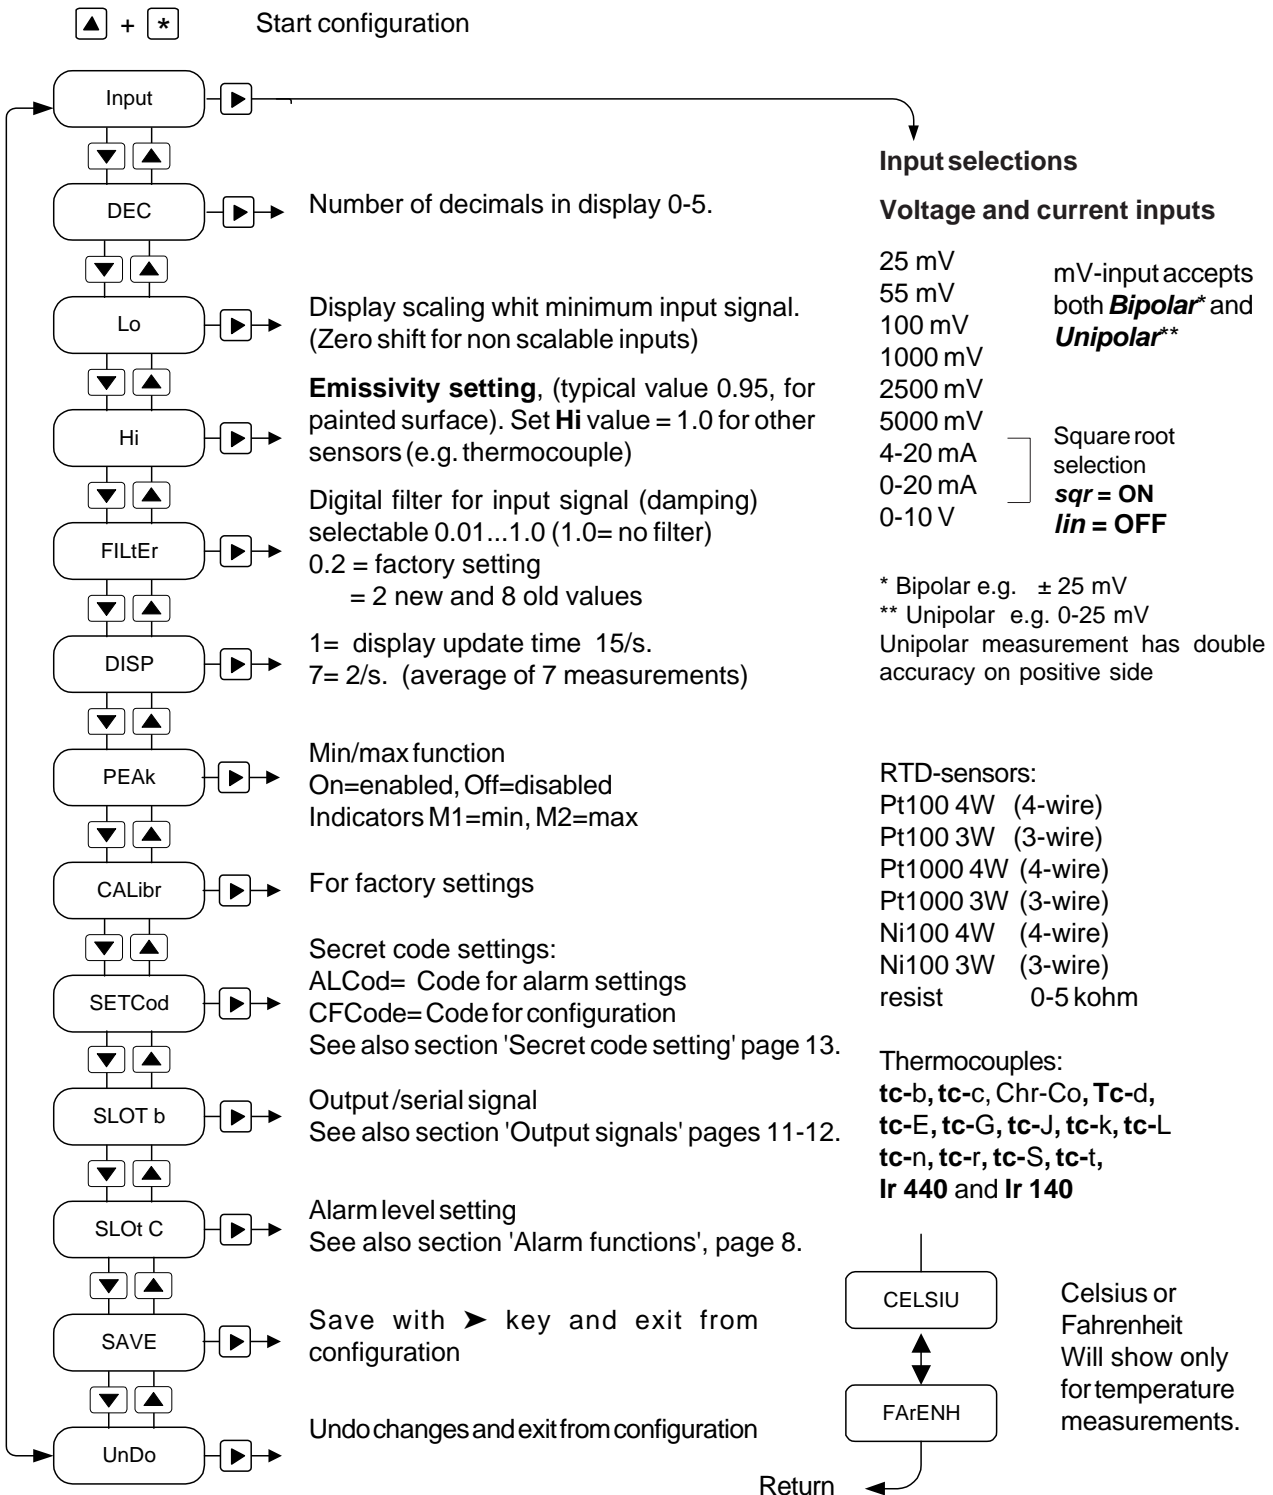 + * Start configuration
Input
DEC
Number of decimals in display 0-5.
Lo
Display scaling whit minimum input signal.
(Zero shift for non scalable inputs)
Hi
Emissivity setting, (typical value 0.95, for
painted surface). Set Hi value = 1.0 for other
sensors (e.g. thermocouple)
FILtEr
Digital filter for input signal (damping)
selectable 0.01...1.0 (1.0= no filter)
0.2 = factory setting
= 2 new and 8 old values
DISP
1= display update time 15/s.
7= 2/s. (average of 7 measurements)
PEAk
Min/max function
On=enabled, Off=disabled
Indicators M1=min, M2=max
CALibr
For factory settings
SETCod
Secret code settings:
ALCod= Code for alarm settings
CFCode= Code for configuration
See also section 'Secret code setting' page 13.
SLOT b
Output /serial signal
See also section 'Output signals' pages 11-12.
SLOt C
Alarm level setting
See also section 'Alarm functions', page 8.
SAVE
Save with ➤ key and exit from
configuration
UnDo
Undo changes and exit from configuration
Input selections
Voltage and current inputs
25 mV
55 mV
100 mV
1000 mV
2500 mV
5000 mV
4-20 mA
0-20 mA
0-10 V
mV-input accepts
both Bipolar* and
Unipolar**
Square root
selection
sqr = ON
lin = OFF
* Bipolar e.g. ± 25 mV
** Unipolar e.g. 0-25 mV
Unipolar measurement has double
accuracy on positive side
RTD-sensors:
Pt100 4W (4-wire)
Pt100 3W (3-wire)
Pt1000 4W (4-wire)
Pt1000 3W (3-wire)
Ni100 4W (4-wire)
Ni100 3W (3-wire)
resist 0-5 kohm
Thermocouples:
tc-b, tc-c, Chr-Co, Tc-d,
tc-E, tc-G, tc-J, tc-k, tc-L
tc-n, tc-r, tc-S, tc-t,
Ir 440 and Ir 140
CELSIU
FArENH
Celsius or
Fahrenheit
Will show only
for temperature
measurements.
Return